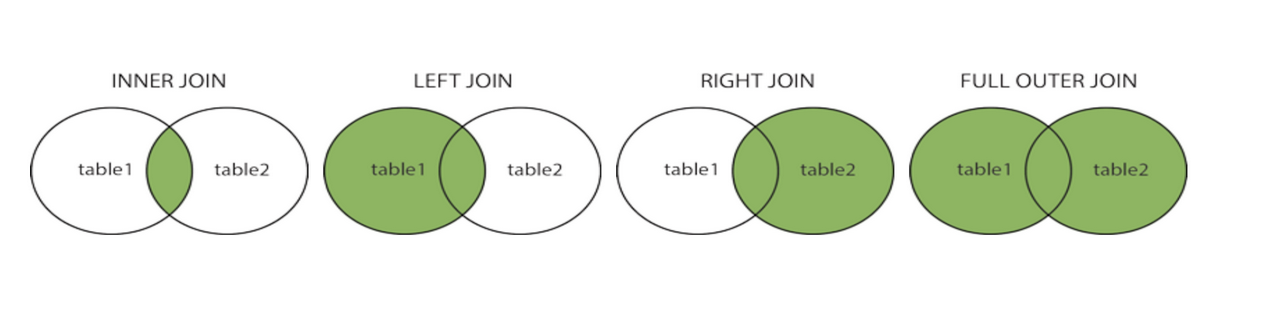 INNER JOIN
table1 table2
LEFT JOIN
table1 table2
RIGHT JOIN
table1 table2
FULL OUTER JOIN
table1 table2